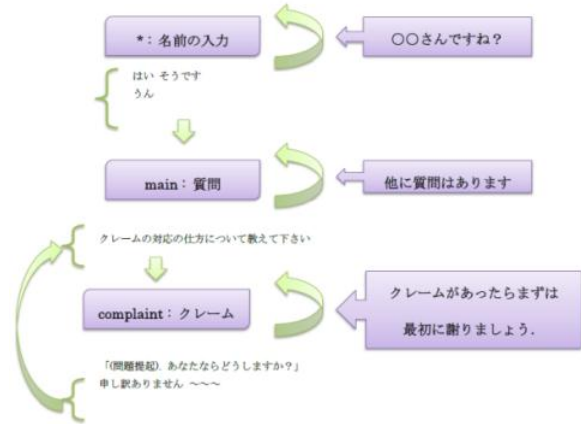 *：名前の入力
〇〇さんですね？
はい そうです
うん
main：質問
他に質問はあります
クレームの対応の仕方について教えて下さい
complaint：クレーム
クレームがあったらまずは
最初に謝りましょう.
「(問題提起). あなたならどうしますか？」
申し訳ありません ～～～